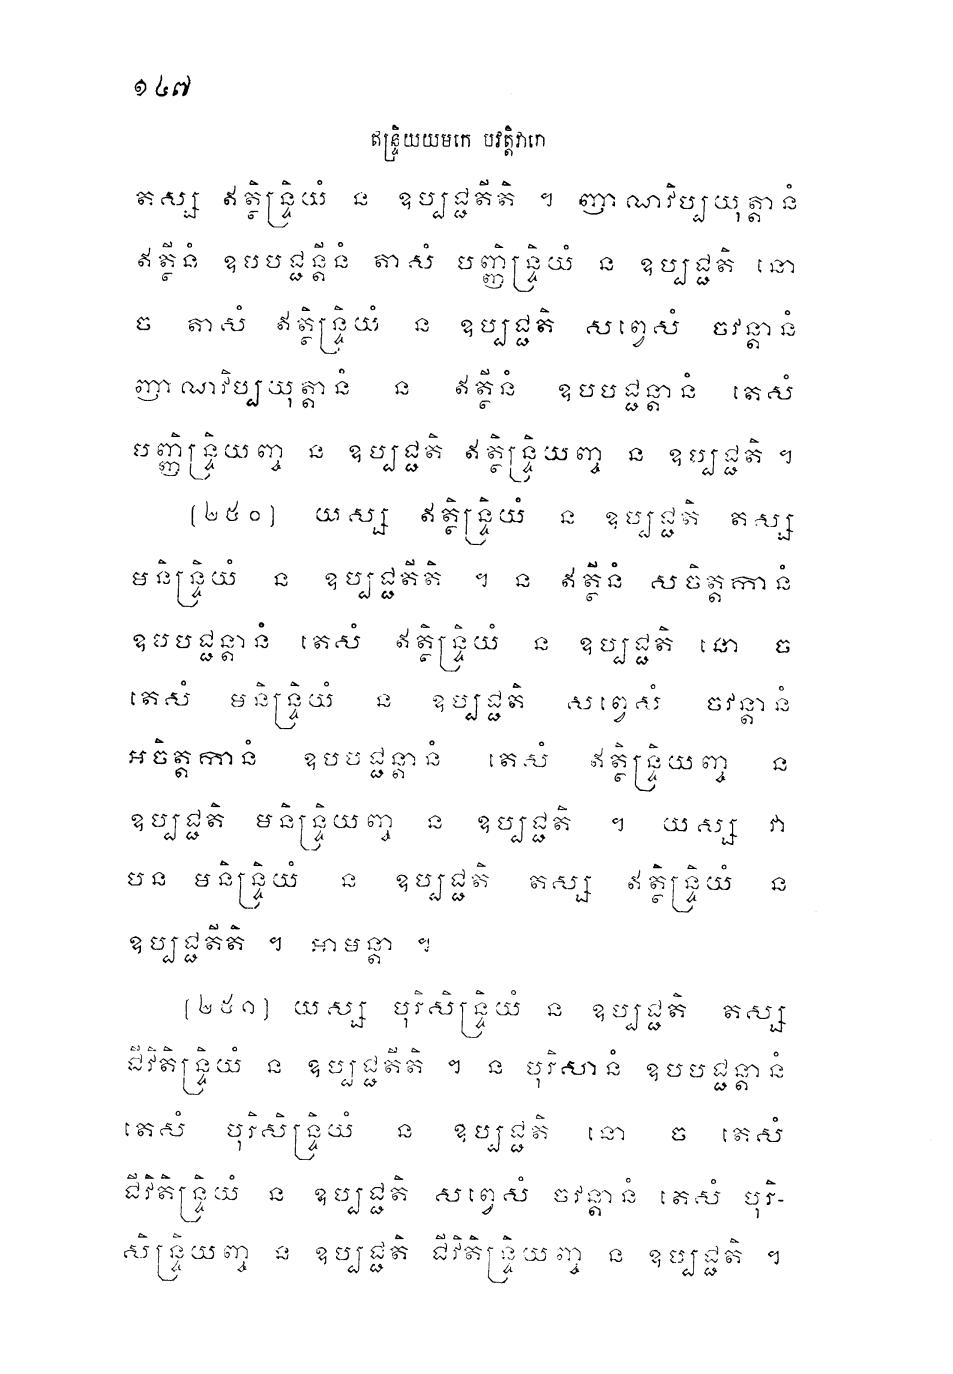 ១៤៧
ឥន្ទ្រិយយមកេ បវត្តិវារោ
តស្ស ឥត្ថិន្ទ្រិយំ ន ឧប្បជ្ជតីតិ ។ ញាណវិប្បយុត្តានំ
ឥត្ថីនំ ឧបបជ្ជន្តីនំ តាសំ បញ្ញិន្ទ្រិយំ ន ឧប្បជ្ជតិ នោ
ច តាសំ ឥត្ថិន្ទ្រិយំ ន ឧប្បជ្ជតិ សព្វេសំ ចវន្តានំ
ញាណវិប្បយុត្តានំ ន ឥត្ថីនំ ឧបបជ្ជន្តានំ តេសំ
បញ្ញិន្ទ្រិយញ្ច ន ឧប្បជ្ជតិ ឥត្ថិន្ទ្រិយញ្ច ន ឧប្បជ្ជតិ ។
(២៥០) យស្ស ឥត្ថិន្ទ្រិយំ ន ឧប្បជ្ជតិ តស្ស
មនិន្ទ្រិយំ ន ឧប្បជ្ជតីតិ ។ ន ឥត្ថីនំ សចិត្តកានំ
ឧបបជ្ជន្តានំ តេសំ ឥត្ថិន្ទ្រិយំ ន ឧប្បជ្ជតិ នោ ច
តេសំ មនិន្ទ្រិយំ ន ឧប្បជ្ជតិ សព្វេសំ ចវន្តានំ
អចិត្តកានំ ឧបបជ្ជន្តានំ តេសំ ឥត្ថិន្ទ្រិយញ្ច ន
ឧប្បជ្ជតិ មនិន្ទ្រិយញ្ច ន ឧប្បជ្ជតិ ។ យស្ស វា
បន មនិន្ទ្រិយំ ន ឧប្បជ្ជតិ តស្ស ឥត្ថិន្ទ្រិយំ ន
ឧប្បជ្ជតីតិ ។ អាមន្តា ។
(២៥១) យស្ស បុរិសិន្ទ្រិយំ ន ឧប្បជ្ជតិ តស្ស
ជីវិតិន្ទ្រិយំ ន ឧប្បជ្ជតីតិ ។ ន បុរិសានំ ឧបបជ្ជន្តានំ
តេសំ បុរិសិន្ទ្រិយំ ន ឧប្បជ្ជតិ នោ ច តេសំ
ជីវិតិន្ទ្រិយំ ន ឧប្បជ្ជតិ សព្វេសំ ចវន្តានំ តេសំ បុរិ-
សិន្ទ្រិយញ្ច ន ឧប្បជ្ជតិ ជីវិតិន្ទ្រិយញ្ច ន ឧប្បជ្ជតិ ។